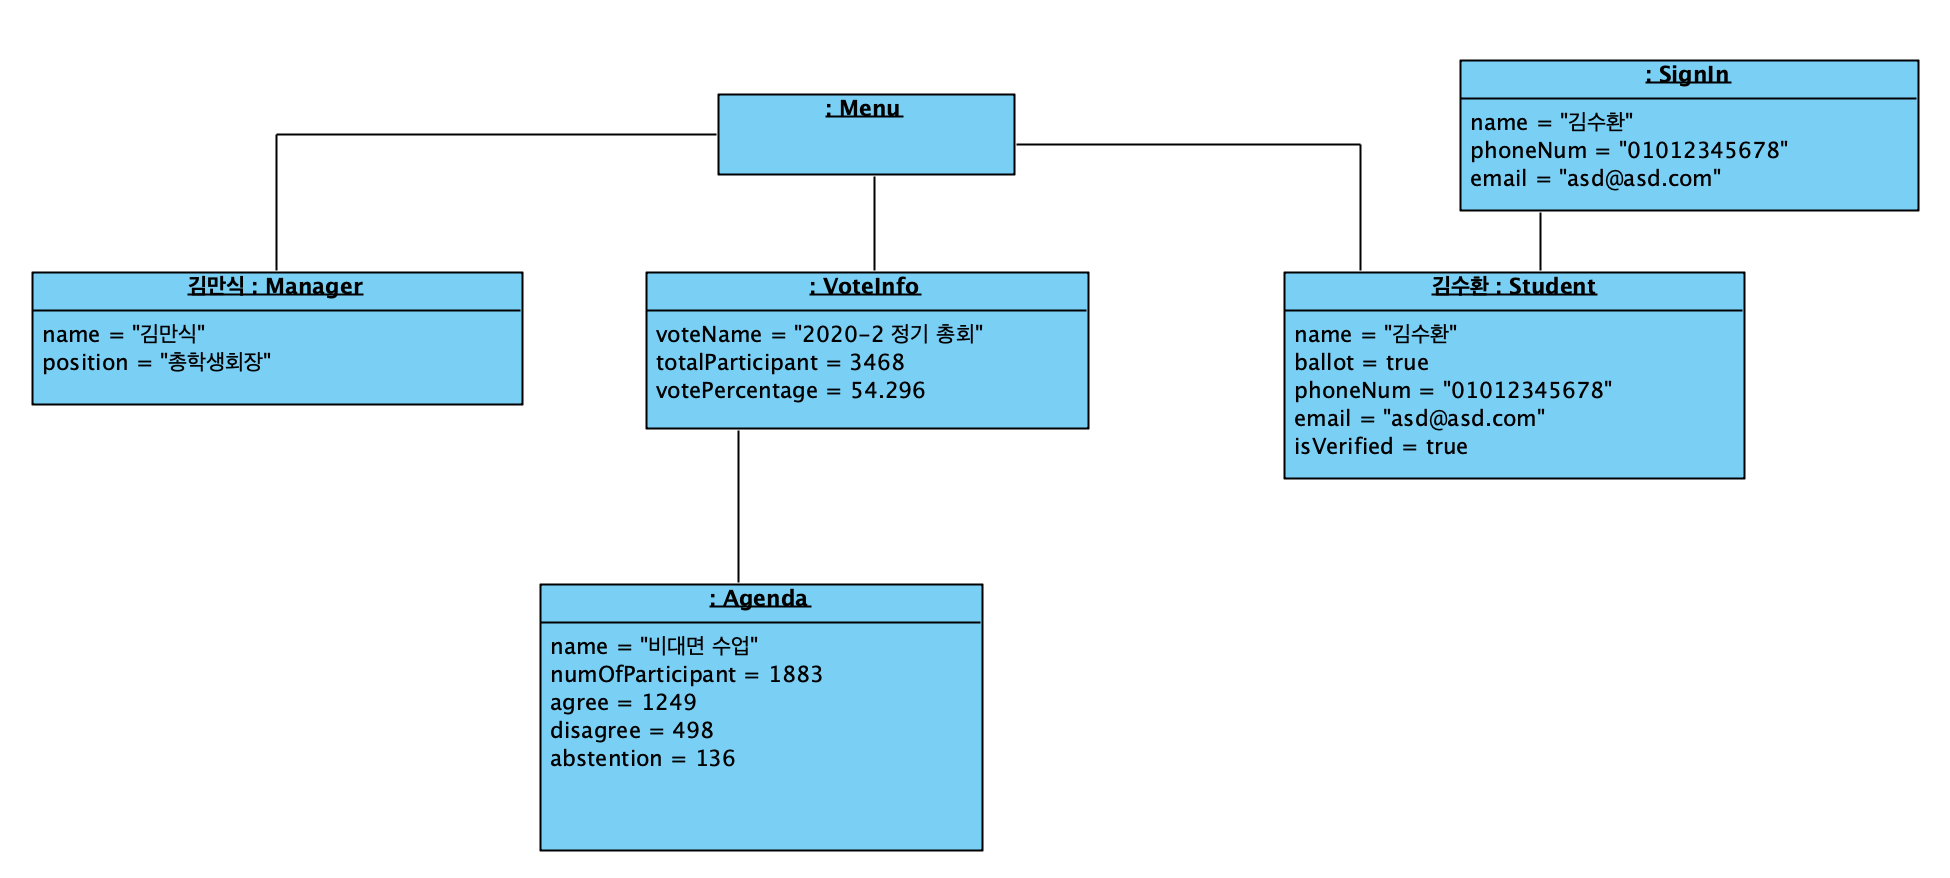 : Menu
: SignIn
name = "김수환"
phoneNum = "01012345678"
email = "asd@asd.com"
김만식 : Manager
name = "김만식"
position = "총학생회장"
: VoteInfo
voteName = "2020-2 정기 총회"
totalParticipant = 3468
votePercentage = 54.296
김수환 : Student
name = "김수환"
ballot = true
phoneNum = "01012345678"
email = "asd@asd.com"
isVerified = true
: Agenda
name = "비대면 수업"
numOfParticipant = 1883
agree = 1249
disagree = 498
abstention = 136